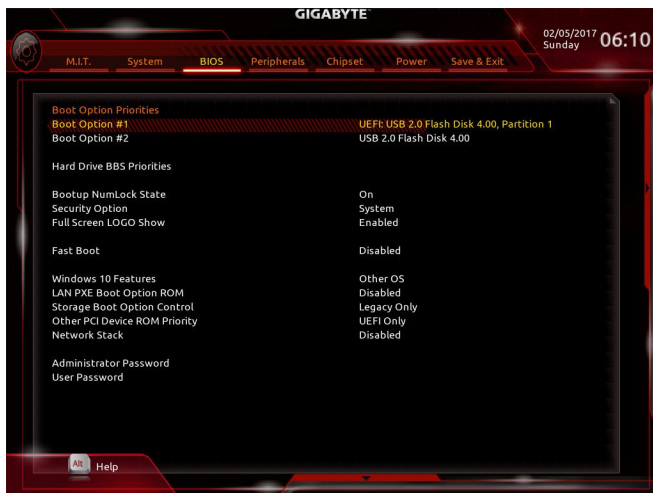 GIGABYTE™
02/05/2017 Sunday 06:10
M.I.T. System BIOS Peripherals Chipset Power Save & Exit
Boot Option Priorities
Boot Option #1 UEFI: USB 2.0 Flash Disk 4.00, Partition 1
Boot Option #2 USB 2.0 Flash Disk 4.00
Hard Drive BBS Priorities
Bootup NumLock State On
Security Option System
Full Screen LOGO Show Enabled
Fast Boot Disabled
Windows 10 Features Other OS
LAN PXE Boot Option ROM Disabled
Storage Boot Option Control Legacy Only
Other PCI Device ROM Priority UEFI Only
Network Stack Disabled
Administrator Password
User Password
Alt Help